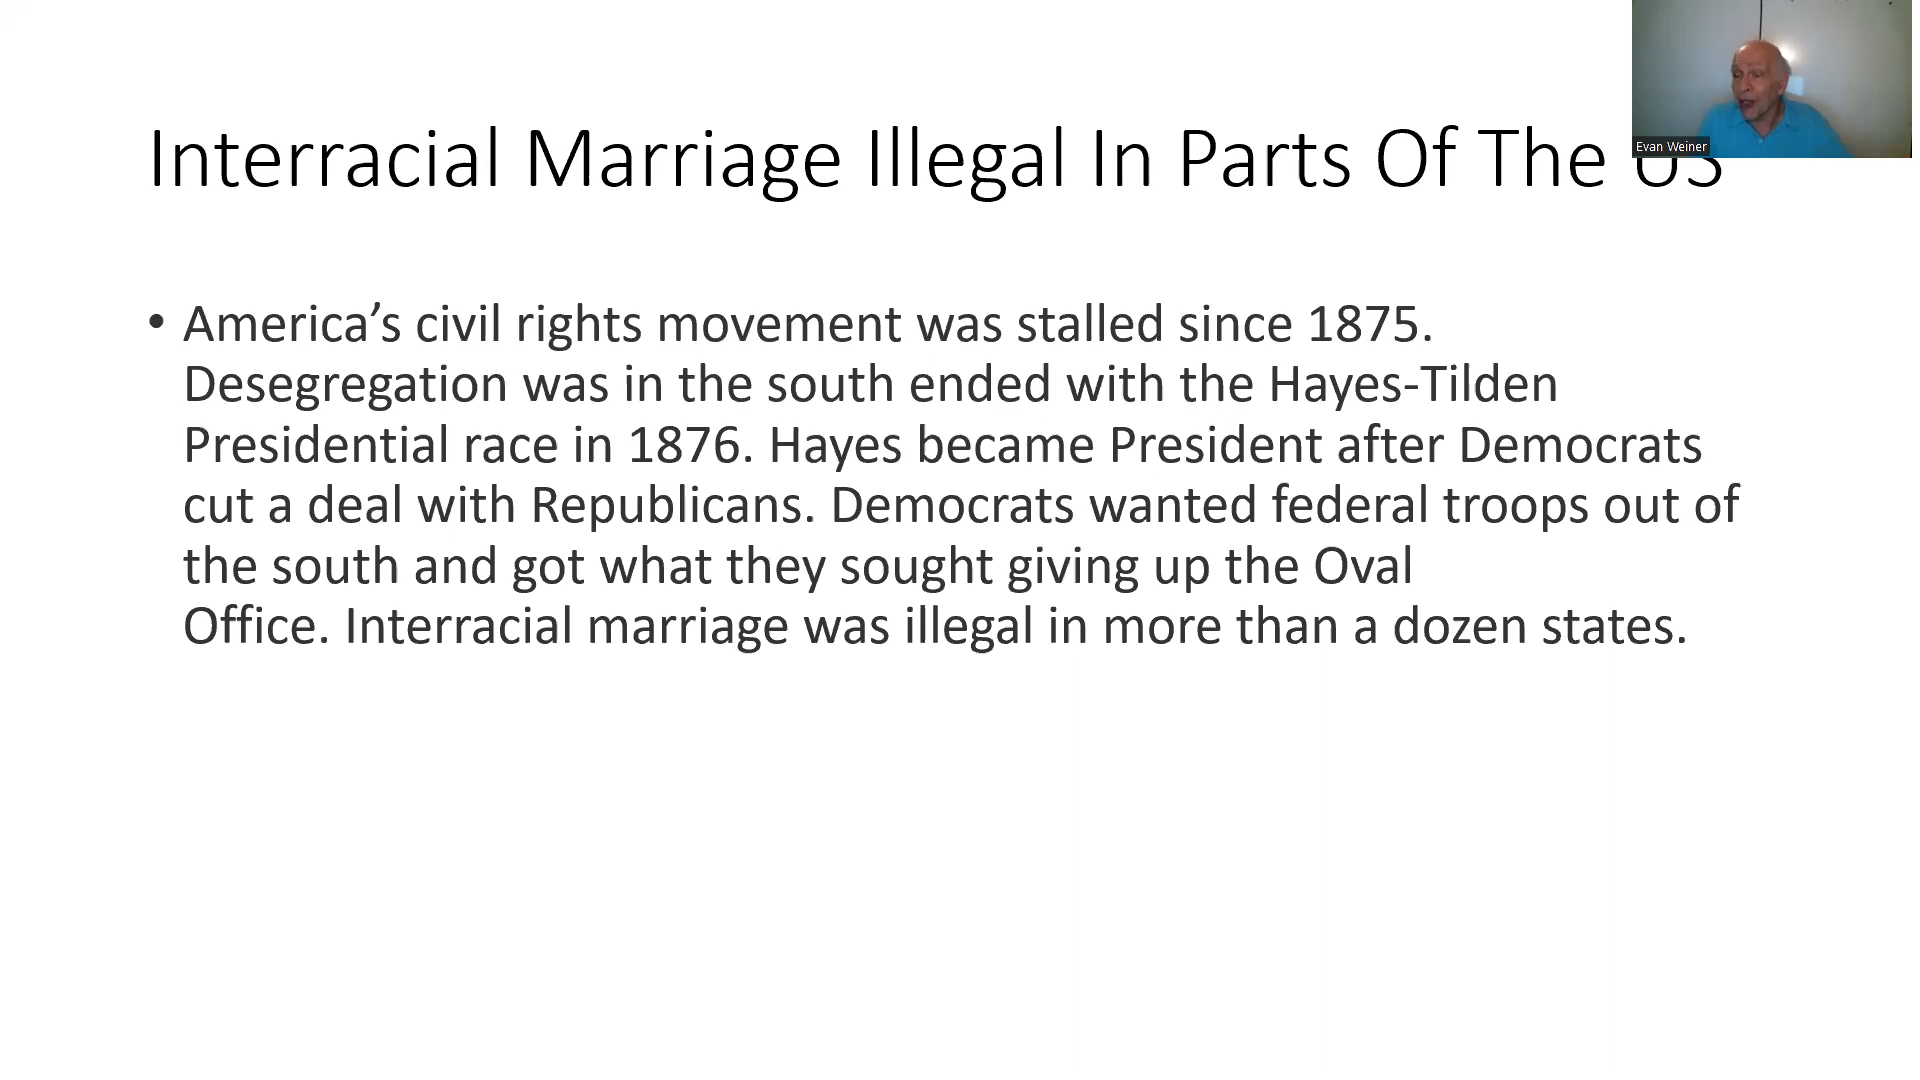 Evan Weiner
Interracial Marriage Illegal In Parts Of The US
• America’s civil rights movement was stalled since 1875.
Desegregation was in the south ended with the Hayes-Tilden
Presidential race in 1876. Hayes became President after Democrats
cut a deal with Republicans. Democrats wanted federal troops out of
the south and got what they sought giving up the Oval
Office. Interracial marriage was illegal in more than a dozen states.